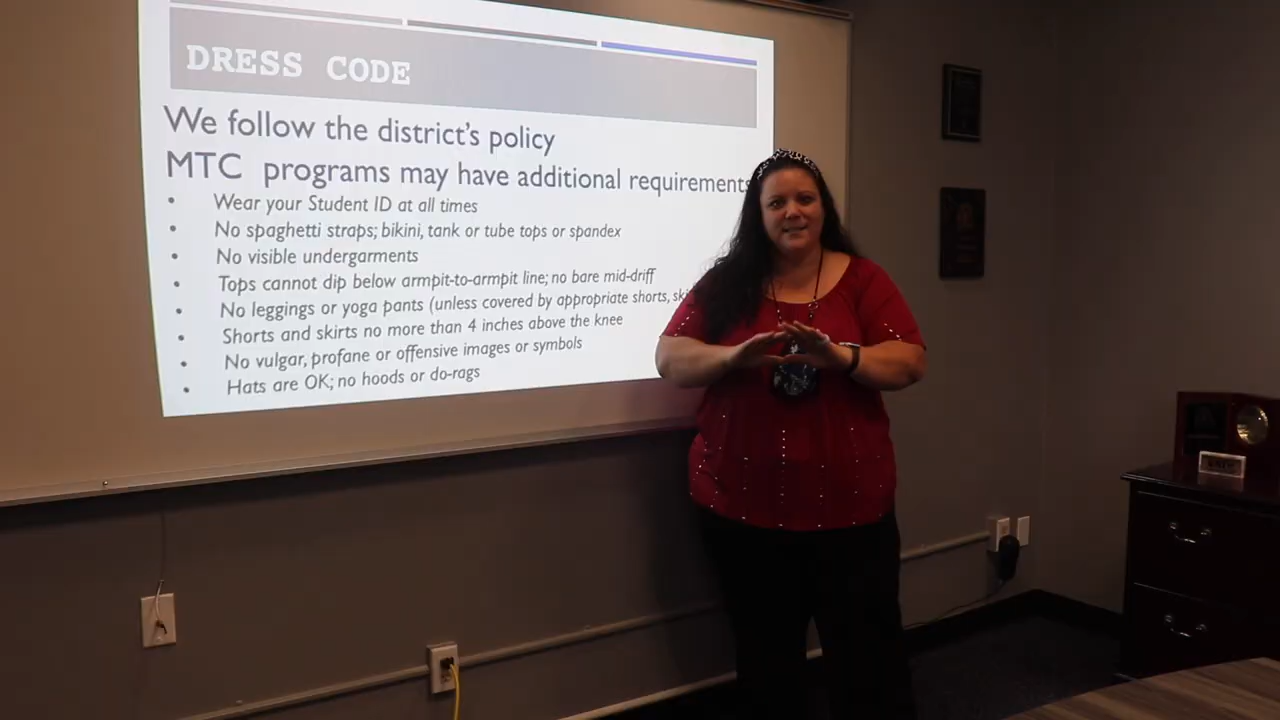 DRESS CODE
We follow the district's policy
MTC programs may have additional requirements
• Wear your Student ID at all times
• No spaghetti straps; bikini, tank or tube tops or spandex
• No visible undergarments
• Tops cannot dip below armpit-to-armpit line; no bare mid-driff
• No leggings or yoga pants (unless covered by appropriate shorts,
• Shorts and skirts no more than 4 inches above the knee
• No vulgar, profane or offensive images or symbols
• Hats are OK; no hoods or do-rags